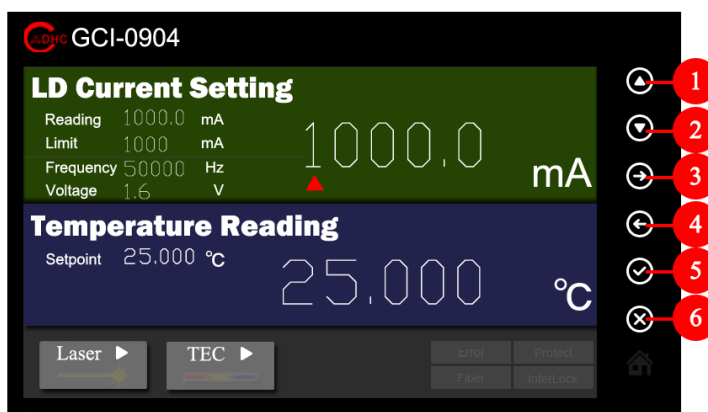 ADHC GCI-0904
LD Current Setting
Reading 1000.0 mA
Limit 1000 mA
Frequency 50000 Hz
Voltage 1.6 V
1000.0 mA
Temperature Reading
Setpoint 25.000 °C
25.000 °C
Laser TEC
Error Protect
Fiber InterLock
1
2
3
4
5
6